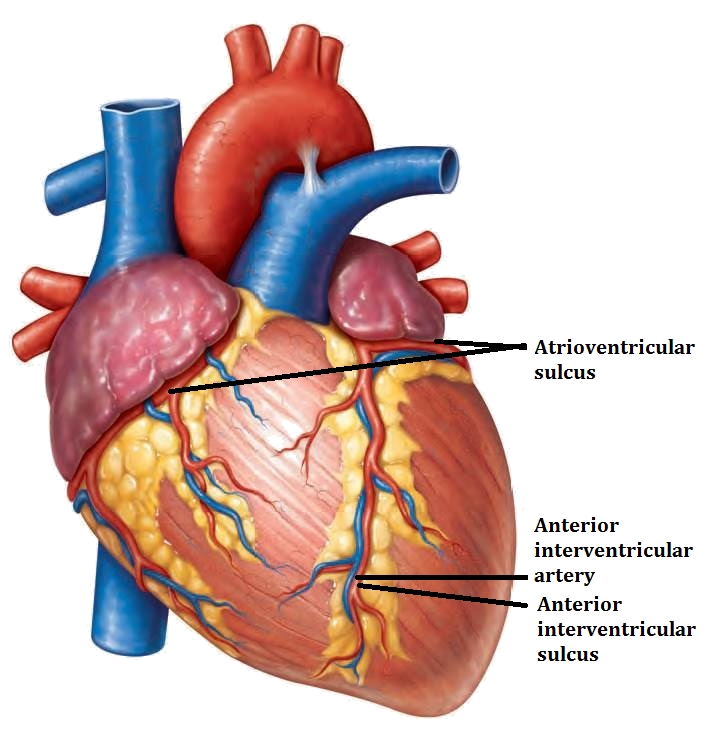 Atrioventricular
sulcus
Anterior
interventricular
artery
Anterior
interventricular
sulcus